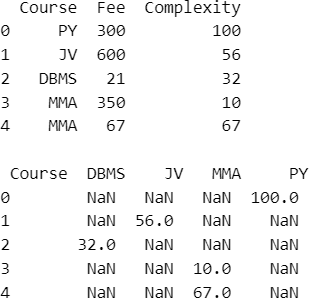 Course Fee Complexity
0 PY 300 100
1 JV 600 56
2 DBMS 21 32
3 MMA 350 10
4 MMA 67 67
Course DBMS JV MMA PY
0 NaN NaN NaN 100.0
1 NaN 56.0 NaN NaN
2 32.0 NaN NaN NaN
3 NaN NaN 10.0 NaN
4 NaN NaN 67.0 NaN